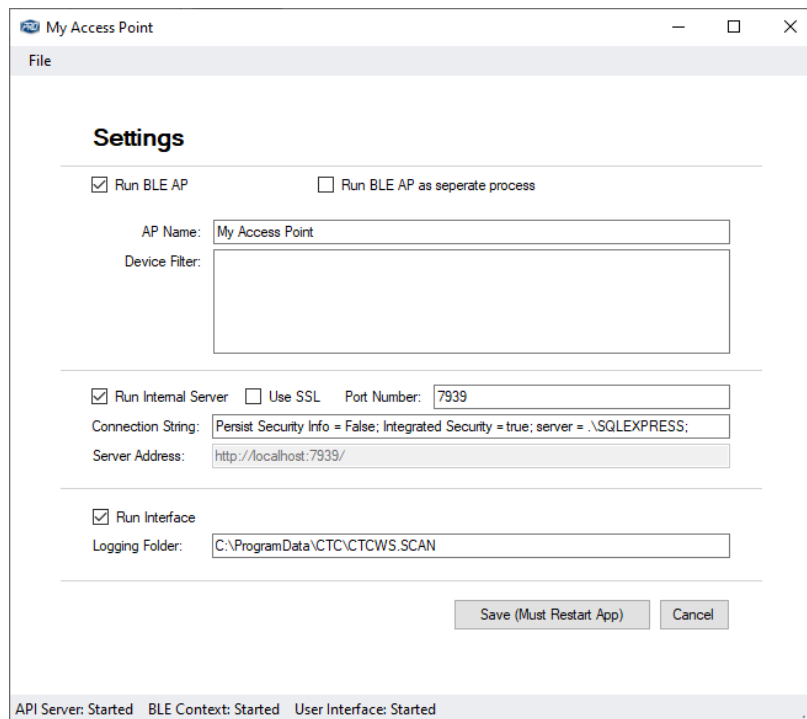 PRO My Access Point
File
Settings
Run BLE AP Run BLE AP as seperate process
AP Name: My Access Point
Device Filter:
Run Internal Server Use SSL Port Number: 7939
Connection String: Persist Security Info = False; Integrated Security = true; server = .\SQLEXPRESS;
Server Address: http://localhost:7939/
Run Interface
Logging Folder: C:\ProgramData\CTC\CTCWS.SCAN
Save (Must Restart App) Cancel
API Server: Started BLE Context: Started User Interface: Started